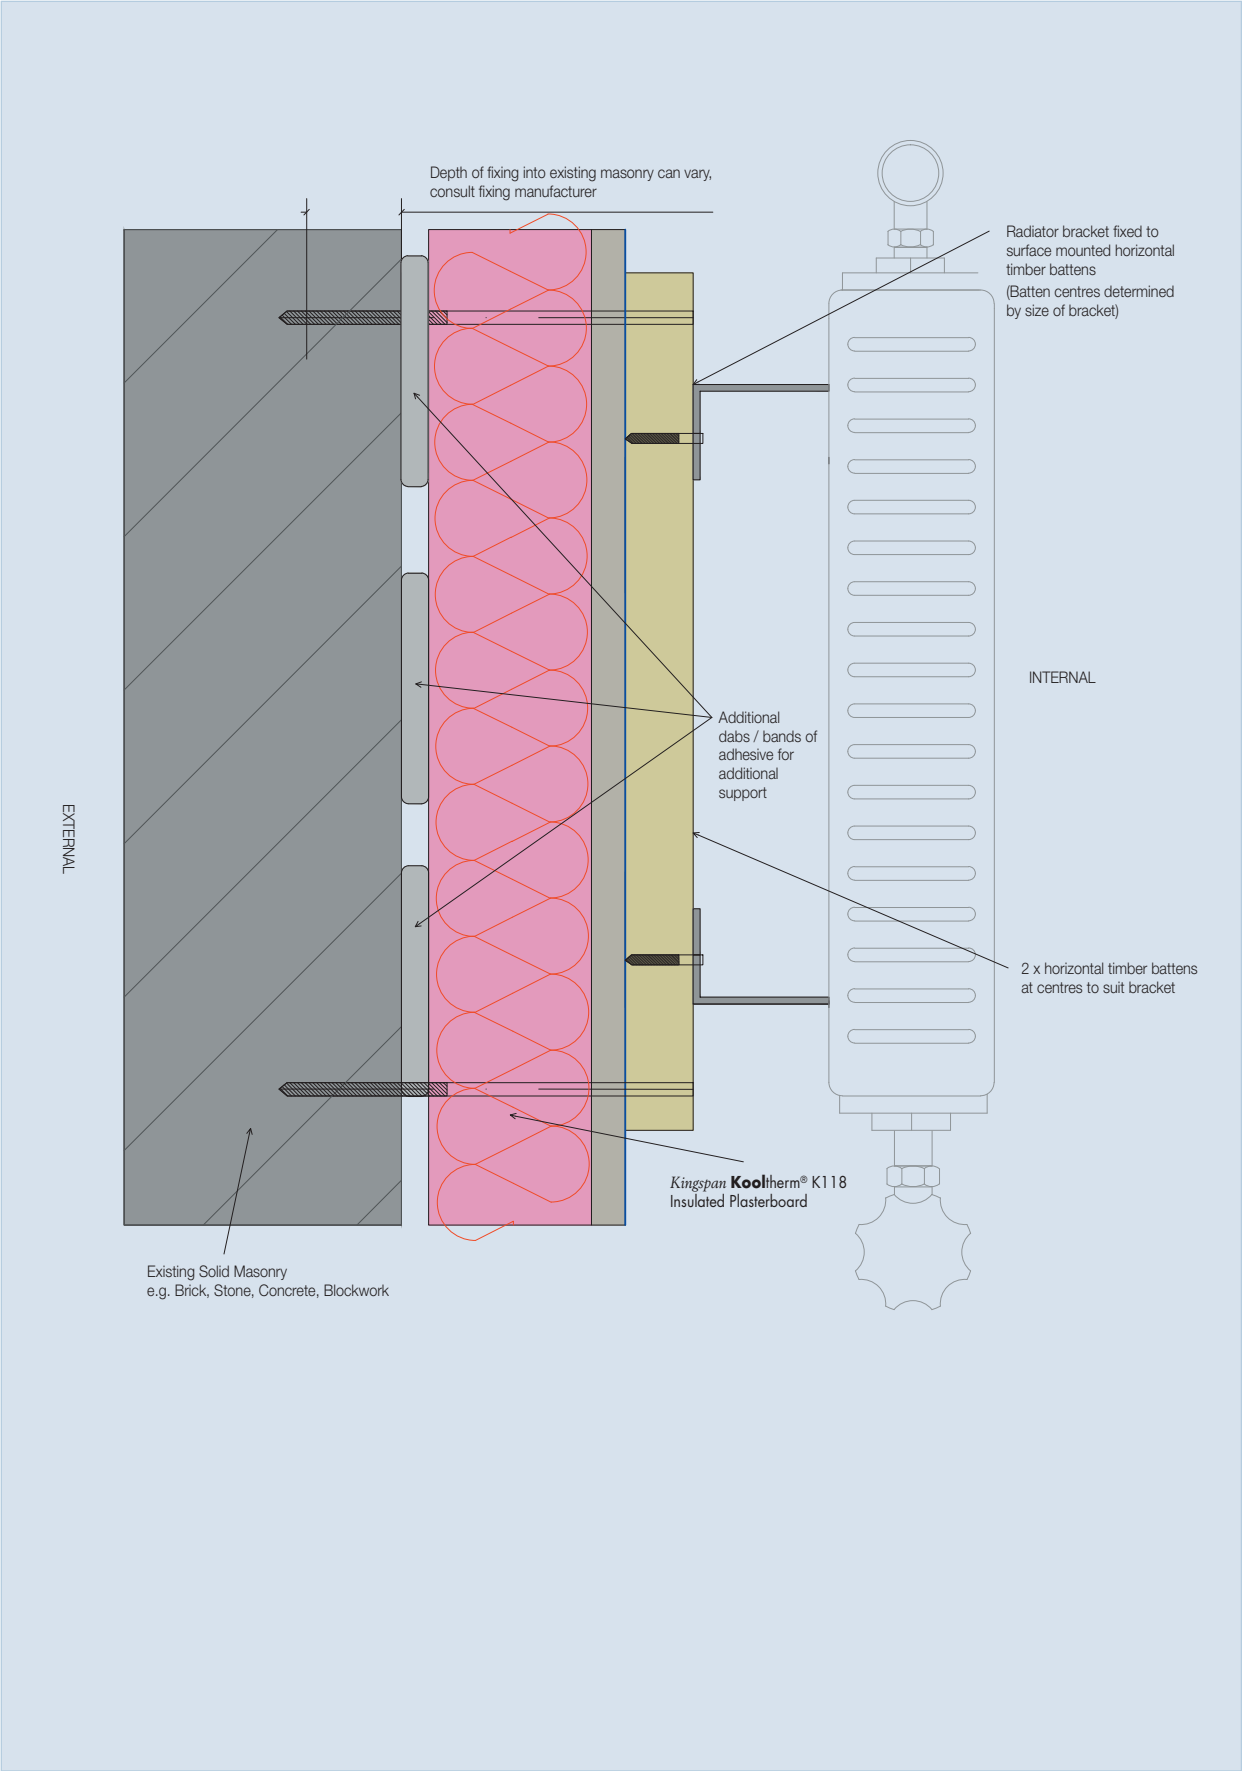 Depth of fixing into existing masonry can vary,
consult fixing manufacturer
Radiator bracket fixed to
surface mounted horizontal
timber battens
(Batten centres determined
by size of bracket)
INTERNAL
Additional
dabs / bands of
adhesive for
additional
support
EXTERNAL
2 x horizontal timber battens
at centres to suit bracket
Kingspan Kooltherm® K118
Insulated Plasterboard
Existing Solid Masonry
e.g. Brick, Stone, Concrete, Blockwork